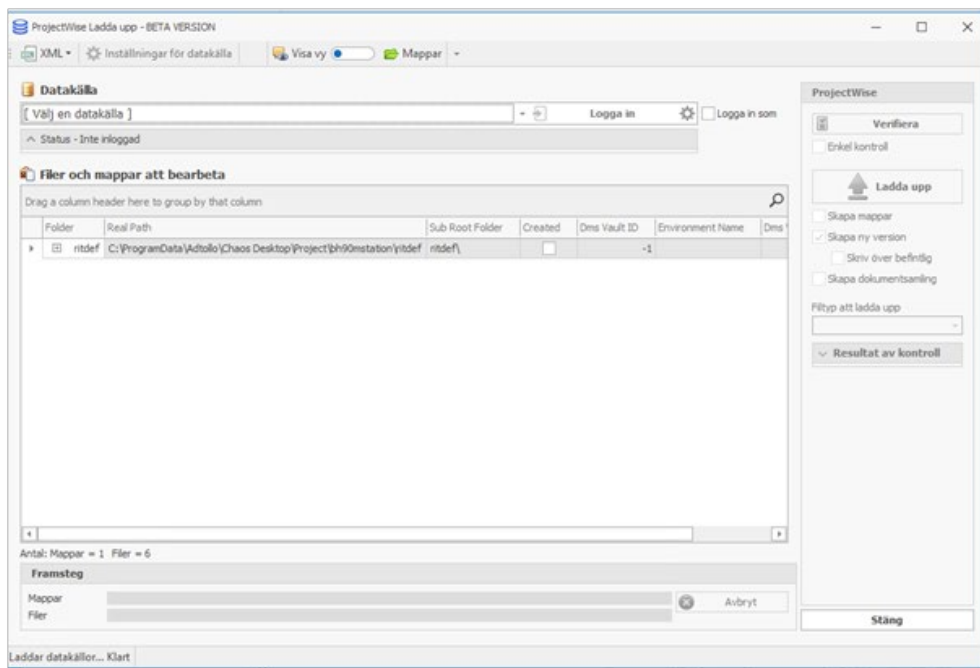 ProjectWise Ladda upp - BETA VERSION
XML
Inställningar för datakälla
Visa vy
Mappar
Datakälla
[ Välj en datakälla ]
Logga in
Logga in som
Status - Inte inloggad
Filer och mappar att bearbeta
Drag a column header here to group by that column
Folder Real Path Sub Root Folder Created Dms Vault ID Environment Name Dms
ritdef C:\ProgramData\Adtollo\Chaos Desktop\Project\bh90mstation\ritdef ritdef\ -1
Antal: Mappar = 1 Filer = 6
Framsteg
Mappar
Filer
Avbryt
Laddar datakällor... Klart
ProjectWise
Verifiera
Enkel kontroll
Ladda upp
Skapa mappar
Skapa ny version
Skriv över befintlig
Skapa dokumentsamling
Filtyp att ladda upp
Resultat av kontroll
Stäng